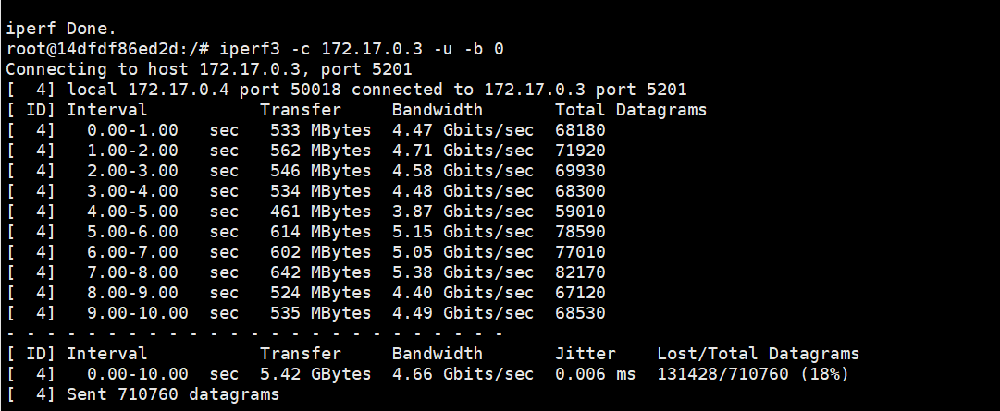 iperf Done.
root@14dfdf86ed2d:/# iperf3 -c 172.17.0.3 -u -b 0
Connecting to host 172.17.0.3, port 5201
[  4] local 172.17.0.4 port 50018 connected to 172.17.0.3 port 5201
[ ID] Interval           Transfer     Bandwidth       Total Datagrams
[  4]   0.00-1.00   sec   533 MBytes  4.47 Gbits/sec  68180
[  4]   1.00-2.00   sec   562 MBytes  4.71 Gbits/sec  71920
[  4]   2.00-3.00   sec   546 MBytes  4.58 Gbits/sec  69930
[  4]   3.00-4.00   sec   534 MBytes  4.48 Gbits/sec  68300
[  4]   4.00-5.00   sec   461 MBytes  3.87 Gbits/sec  59010
[  4]   5.00-6.00   sec   614 MBytes  5.15 Gbits/sec  78590
[  4]   6.00-7.00   sec   602 MBytes  5.05 Gbits/sec  77010
[  4]   7.00-8.00   sec   642 MBytes  5.38 Gbits/sec  82170
[  4]   8.00-9.00   sec   524 MBytes  4.40 Gbits/sec  67120
[  4]   9.00-10.00  sec   535 MBytes  4.49 Gbits/sec  68530
- - - - - - - - - - - - - - - - - - - - - - - - -
[ ID] Interval           Transfer     Bandwidth       Jitter    Lost/Total Datagrams
[  4]   0.00-10.00  sec  5.42 GBytes  4.66 Gbits/sec  0.006 ms  131428/710760 (18%)
[  4] Sent 710760 datagrams